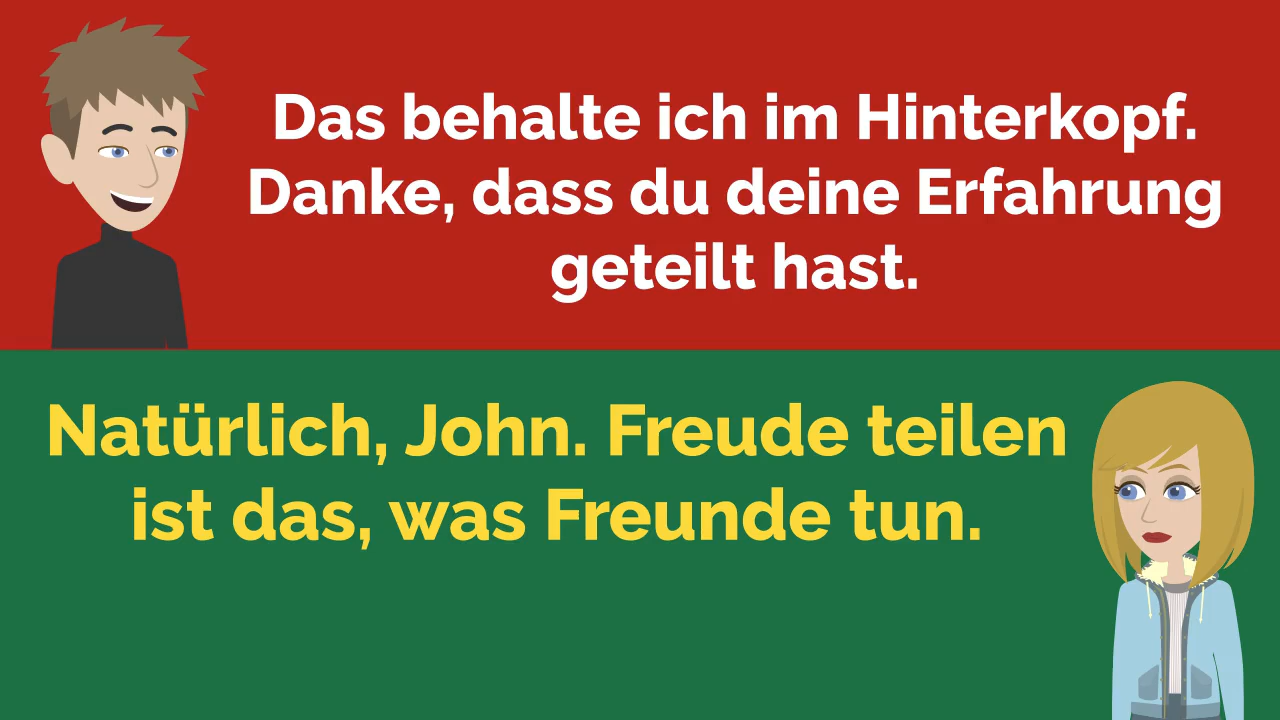 Das behalte ich im Hinterkopf.
Danke, dass du deine Erfahrung
geteilt hast.
Natürlich, John. Freude teilen
ist das, was Freunde tun.